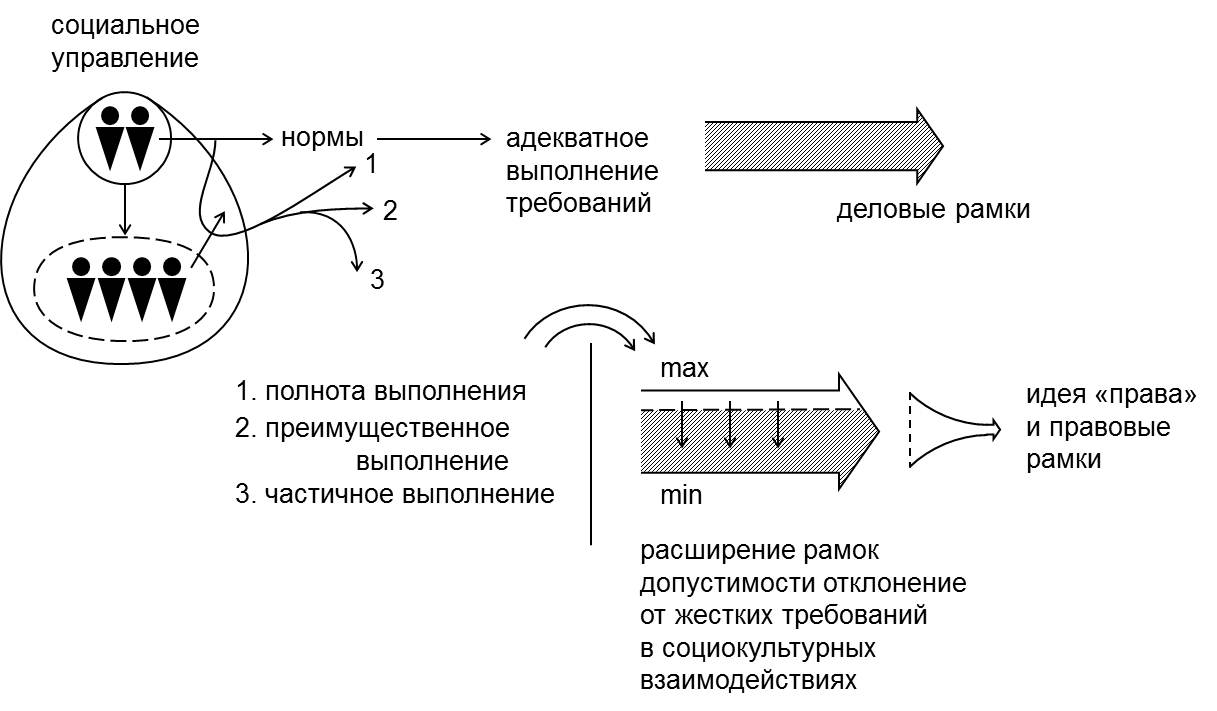 социальное
управление
нормы
адекватное
выполнение
требований
1
2
3
деловые рамки
1. полнота выполнения
2. преимущественное
выполнение
3. частичное выполнение
max
min
идея «права»
и правовые
рамки
расширение рамок
допустимости отклонение
от жестких требований
в социокультурных
взаимодействиях